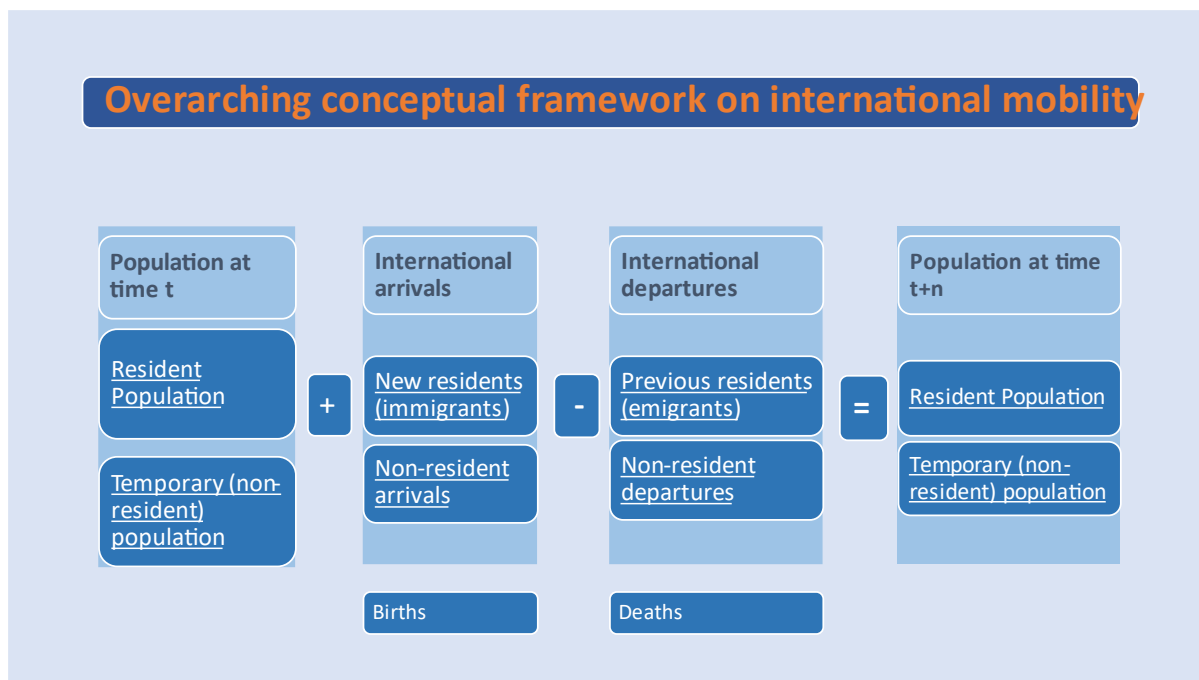 Overarching conceptual framework on international mobility
Population at
time t
Resident
Population
Temporary (non-
resident)
population
+
International
arrivals
New residents
(immigrants)
Non-resident
arrivals
Births
-
International
departures
Previous residents
(emigrants)
Non-resident
departures
Deaths
=
Population at time
t+n
Resident Population
Temporary (non-
resident) population